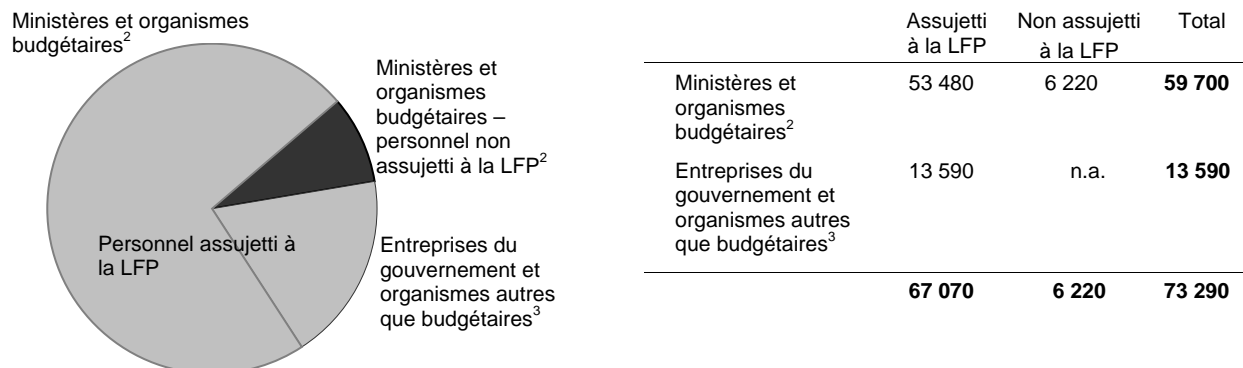 Ministères et organismes
budgétaires2
Ministères et
organismes
budgétaires –
personnel non
assujetti à la LFP2
Personnel assujetti à
la LFP
Entreprises du
gouvernement et
organismes autres
que budgétaires3
Assujetti Non assujetti Total
à la LFP à la LFP
Ministères et 53 480 6 220 59 700
organismes
budgétaires2
Entreprises du 13 590 n.a. 13 590
gouvernement et
organismes autres
que budgétaires3
67 070 6 220 73 290